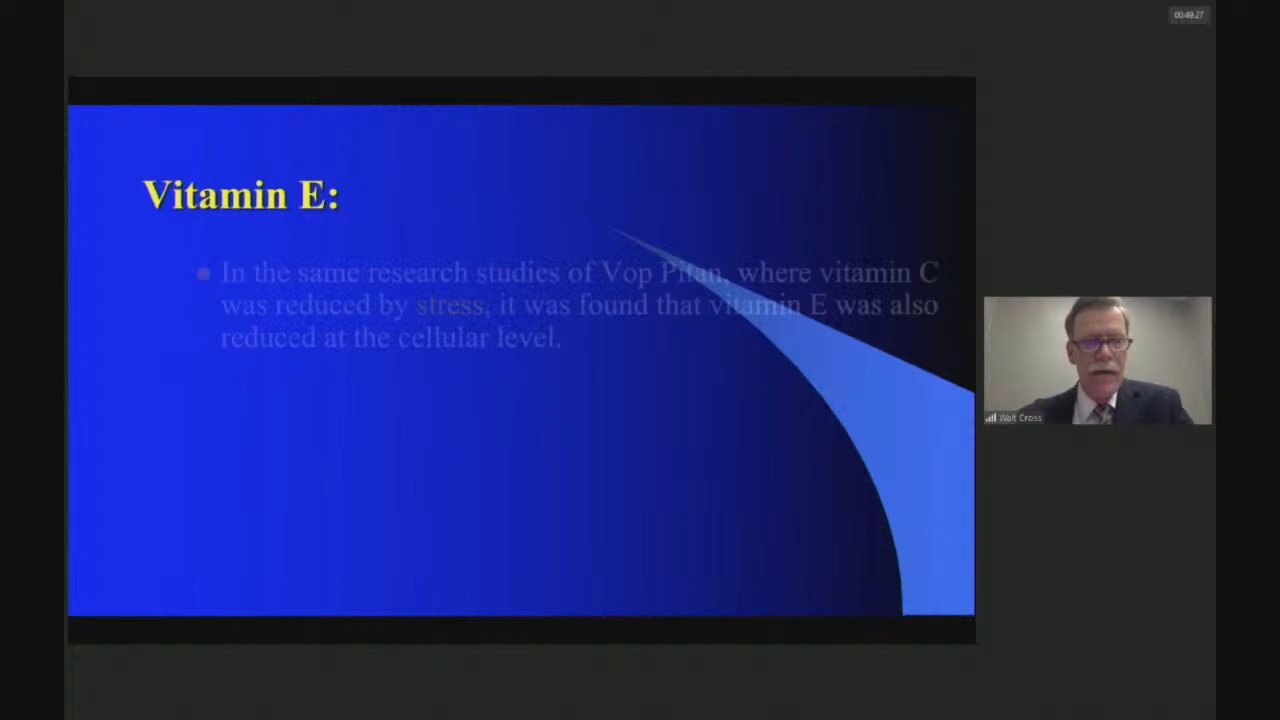 00:49:27
Vitamin E:
In the same research studies of Vop Pitan, where vitamin C
was reduced by stress, it was found that vitamin E was also
reduced at the cellular level.
Walt Cross